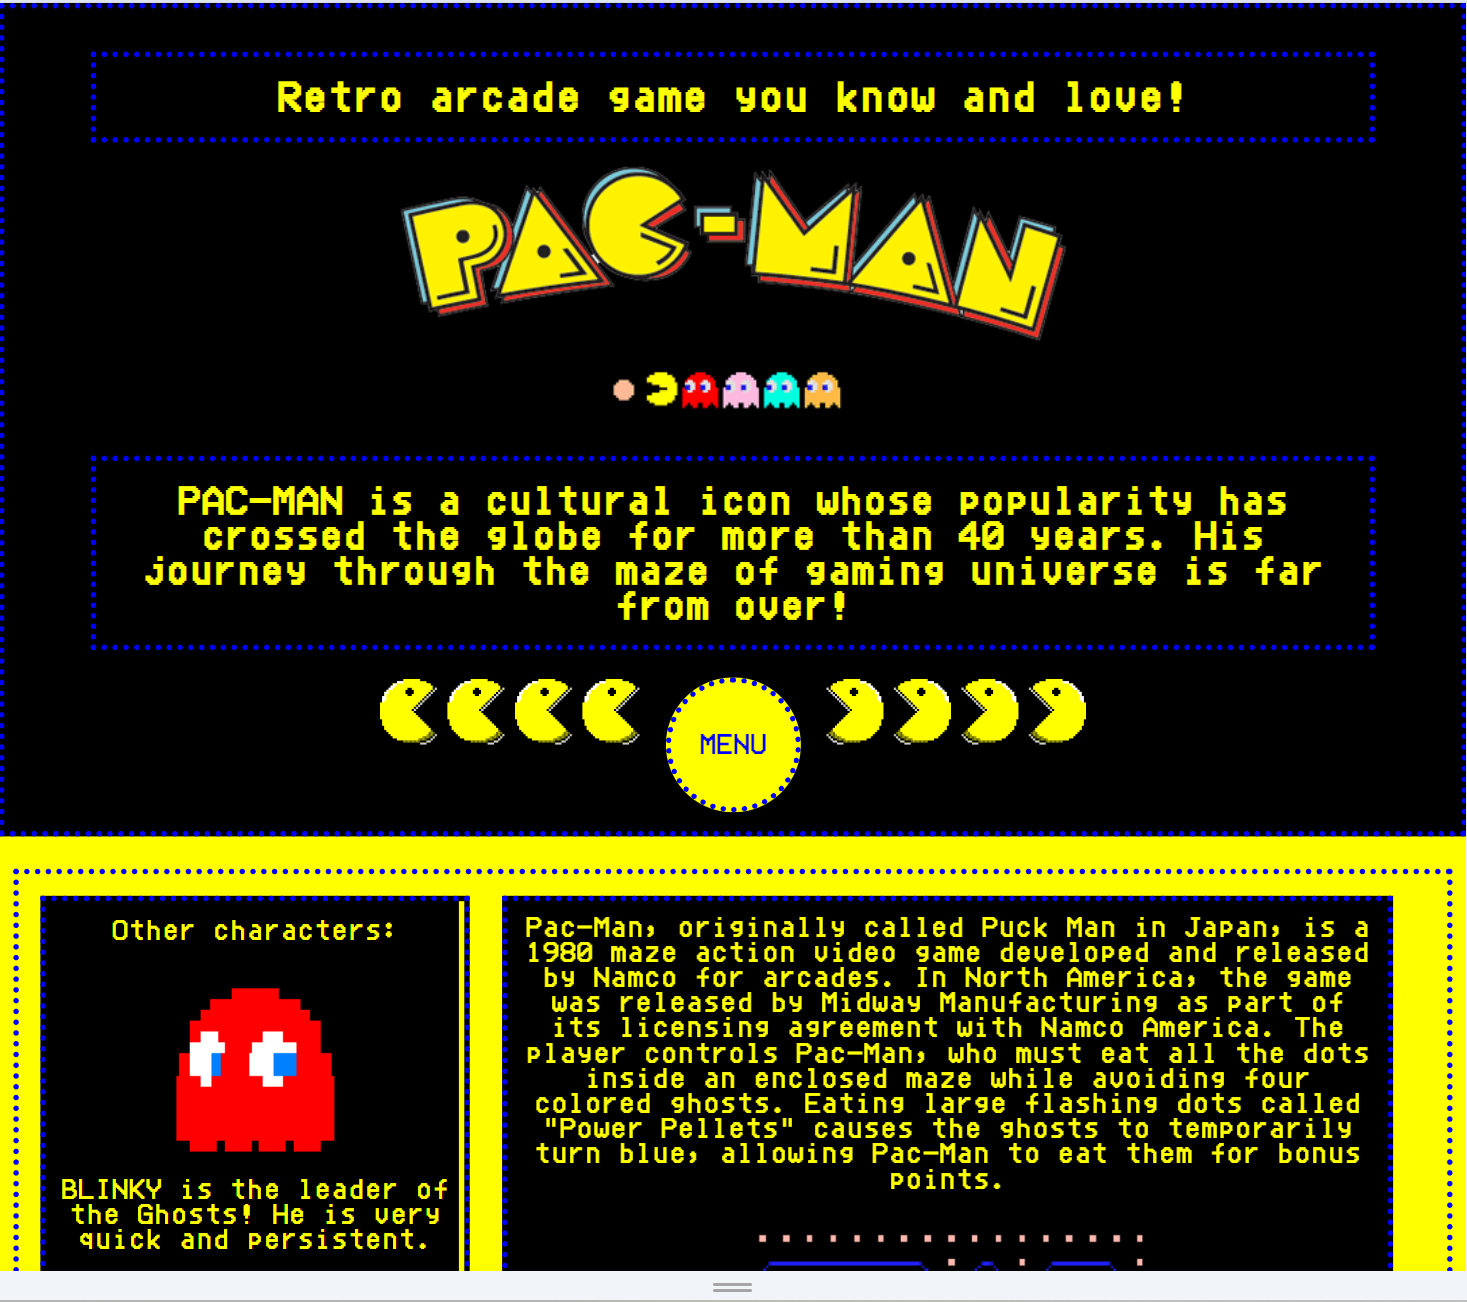 Retro arcade game you know and love!
PAC-MAN
PAC-MAN is a cultural icon whose popularity has
crossed the globe for more than 40 years. His
journey through the maze of gaming universe is far
from over!
MENU
Other characters:
BLINKY is the leader of
the Ghosts! He is very
quick and persistent.
Pac-Man, originally called Puck Man in Japan, is a
1980 maze action video game developed and released
by Namco for arcades. In North America, the game
was released by Midway Manufacturing as part of
its licensing agreement with Namco America. The
player controls Pac-Man, who must eat all the dots
inside an enclosed maze while avoiding four
colored ghosts. Eating large flashing dots called
"Power Pellets" causes the ghosts to temporarily
turn blue, allowing Pac-Man to eat them for bonus
points.